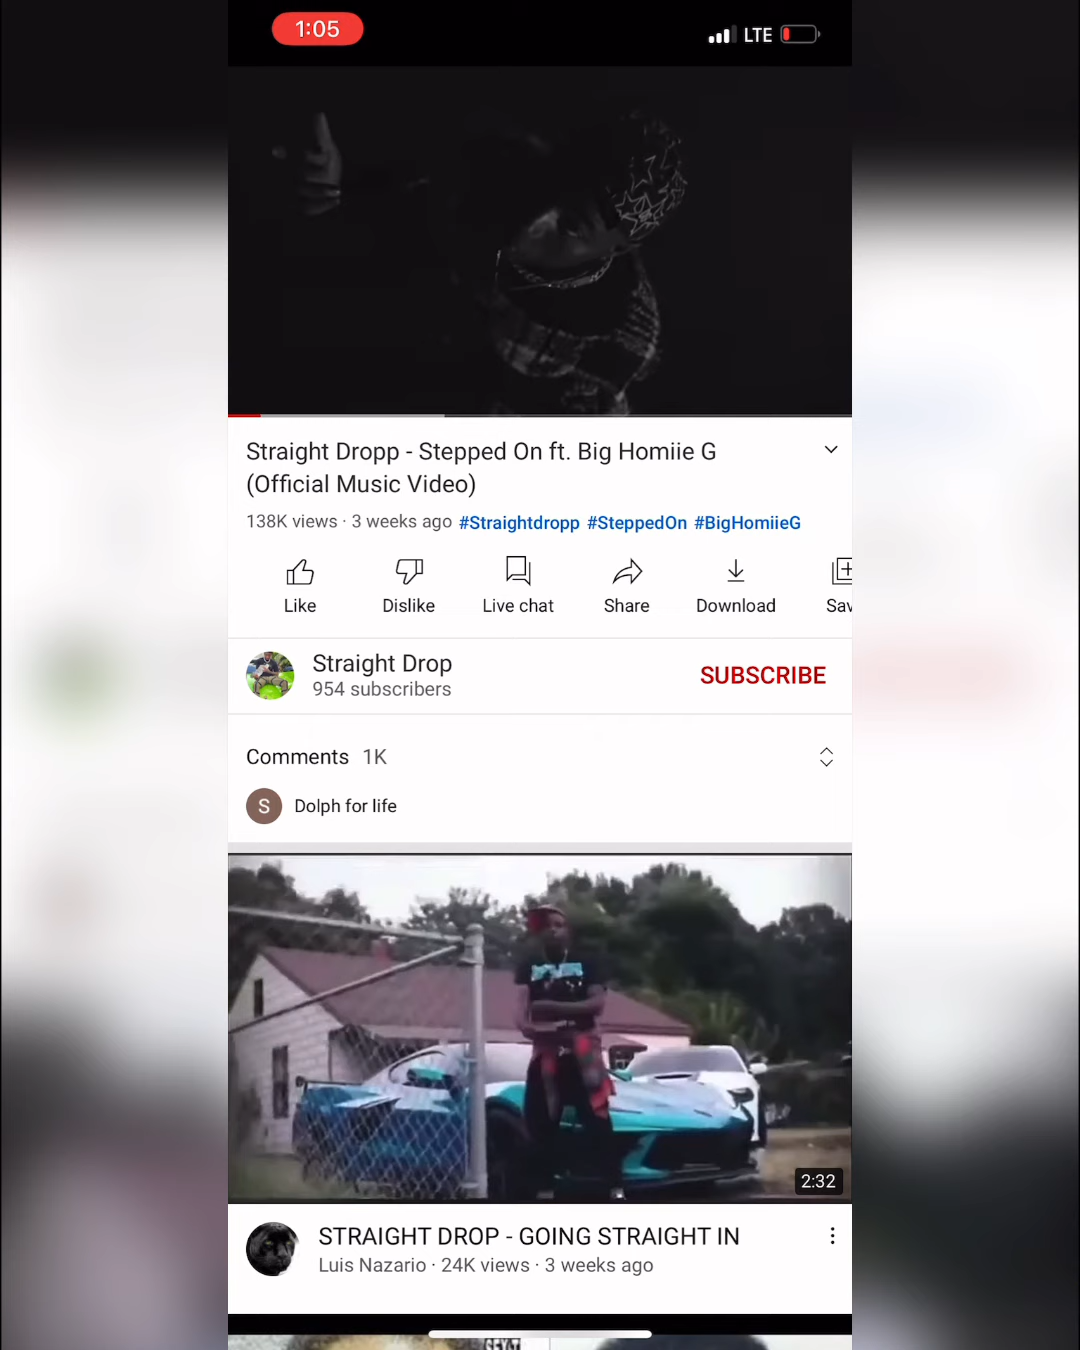 1:05
LTE
Straight Dropp - Stepped On ft. Big Homiie G
(Official Music Video)
138K views · 3 weeks ago #Straightdropp #SteppedOn #BigHomiieG
Like Dislike Live chat Share Download Sav
Straight Drop
954 subscribers
SUBSCRIBE
Comments 1K
S Dolph for life
2:32
STRAIGHT DROP - GOING STRAIGHT IN
Luis Nazario · 24K views · 3 weeks ago